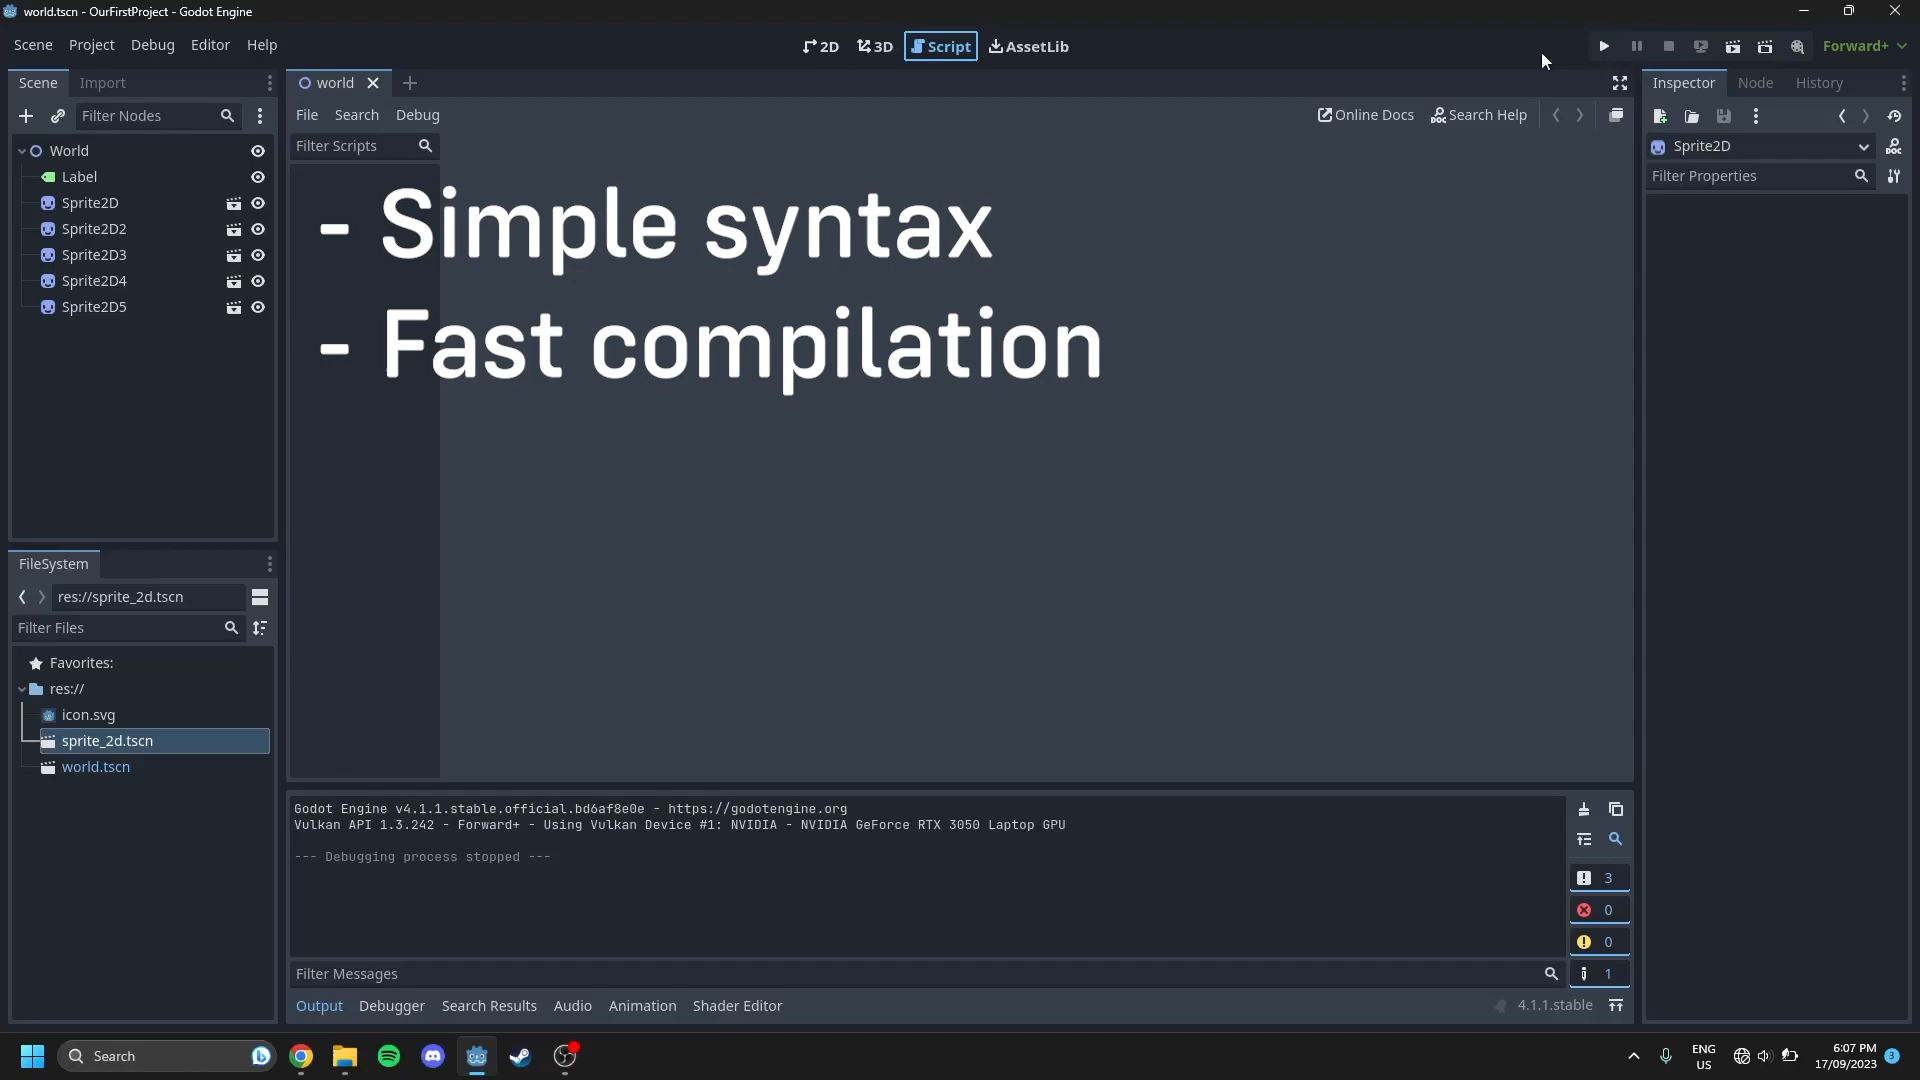 world.tscn - OurFirstProject - Godot Engine
Scene Project Debug Editor Help
2D 3D Script AssetLib
Forward+
Scene Import
world
Inspector Node History
Filter Nodes
File Search Debug
Online Docs Search Help
Filter Scripts
Sprite2D
Filter Properties
World
Label
Sprite2D
Sprite2D2
Sprite2D3
Sprite2D4
Sprite2D5
- Simple syntax
- Fast compilation
FileSystem
res://sprite_2d.tscn
Filter Files
Favorites:
res://
icon.svg
sprite_2d.tscn
world.tscn
Godot Engine v4.1.1.stable.official.bd6af8e0e - https://godotengine.org
Vulkan API 1.3.242 - Forward+ - Using Vulkan Device #1: NVIDIA - NVIDIA GeForce RTX 3050 Laptop GPU
--- Debugging process stopped ---
3
0
0
1
Filter Messages
Output Debugger Search Results Audio Animation Shader Editor
4.1.1.stable
Search
ENG
US
6:07 PM
17/09/2023
3